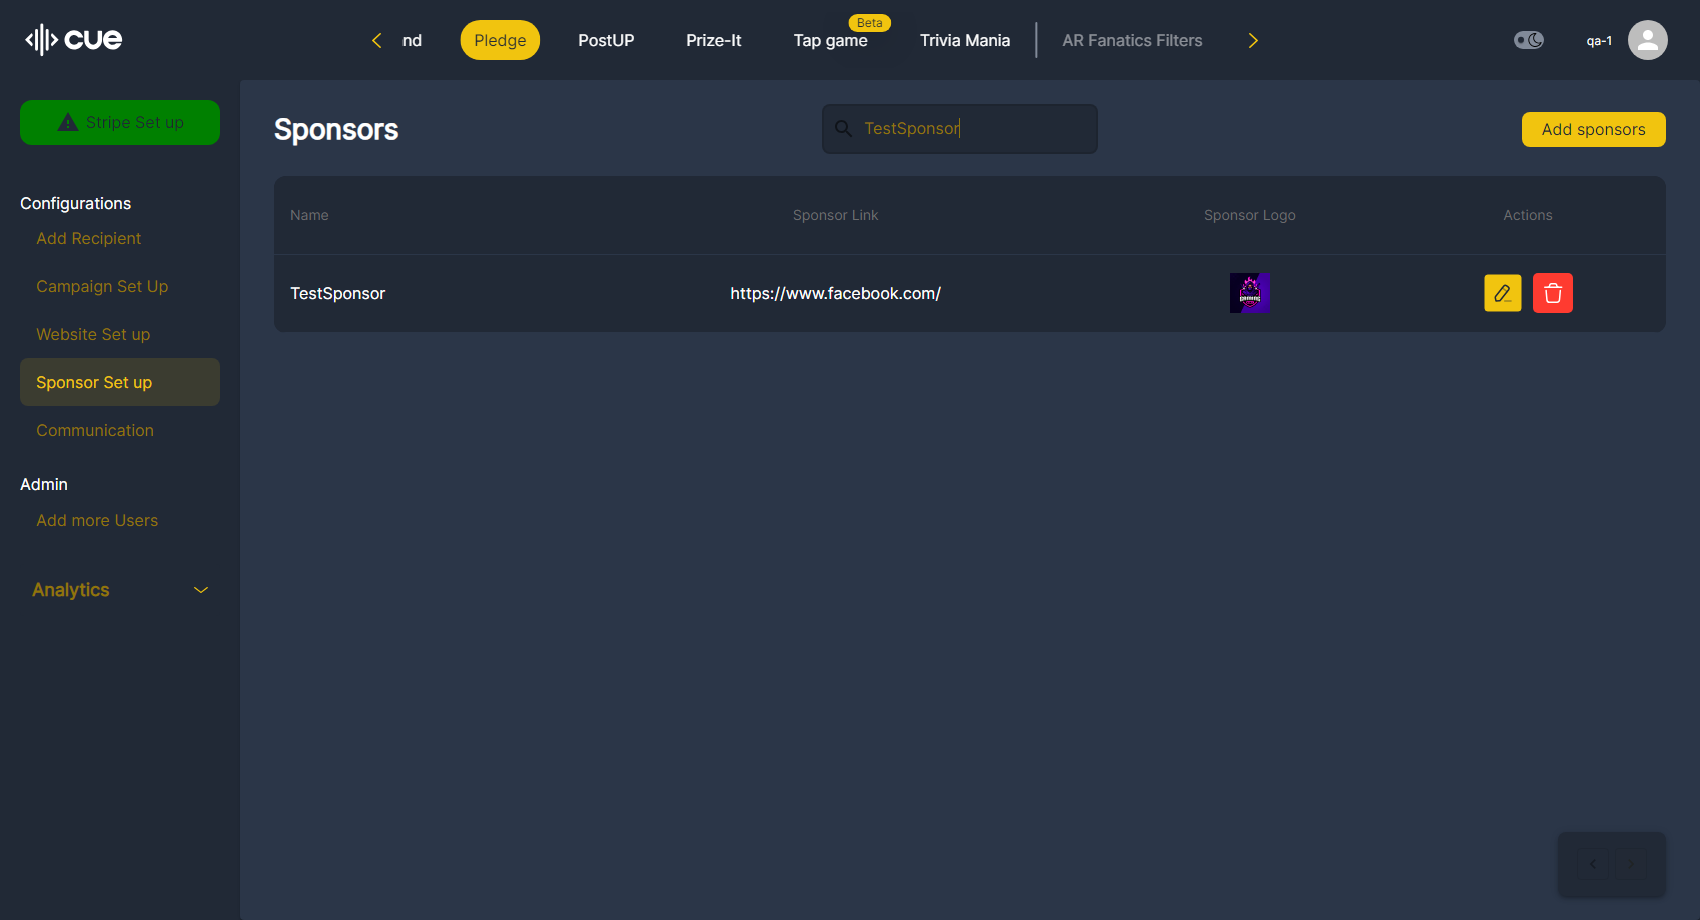 cue
nd
Pledge
PostUP
Prize-It
Tap game
Beta
Trivia Mania
AR Fanatics Filters
qa-1
Stripe Set up
Configurations
Add Recipient
Campaign Set Up
Website Set up
Sponsor Set up
Communication
Admin
Add more Users
Analytics
Sponsors
TestSponsor
Add sponsors
Name Sponsor Link Sponsor Logo Actions
TestSponsor https://www.facebook.com/
GAMING